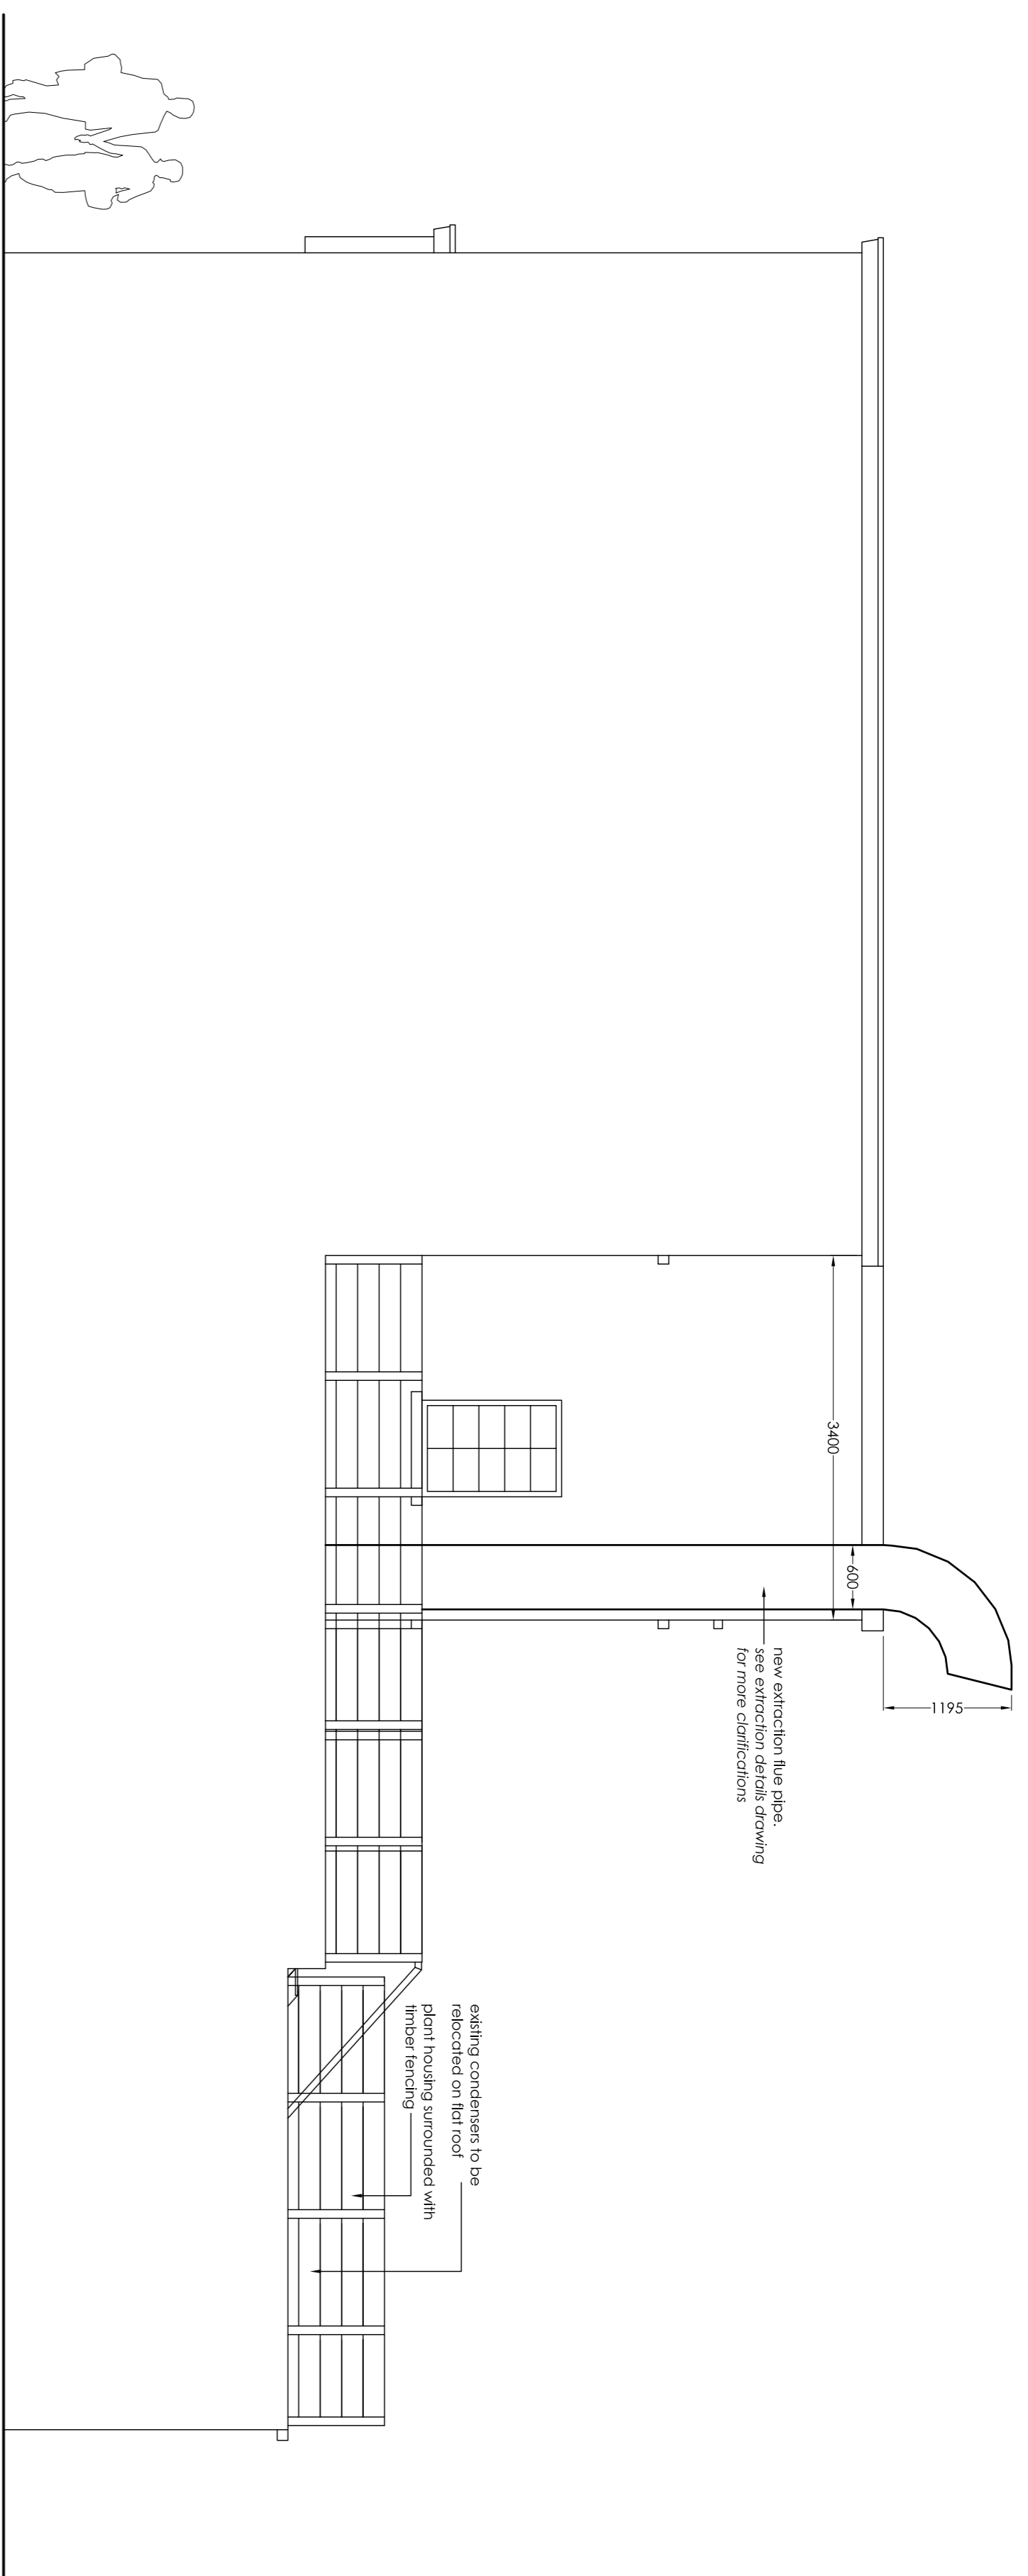 1195
600
3400
new extraction flue pipe.
see extraction details drawing
for more clarifications
existing condensers to be
relocated on flat roof
plant housing surrounded with
timber fencing